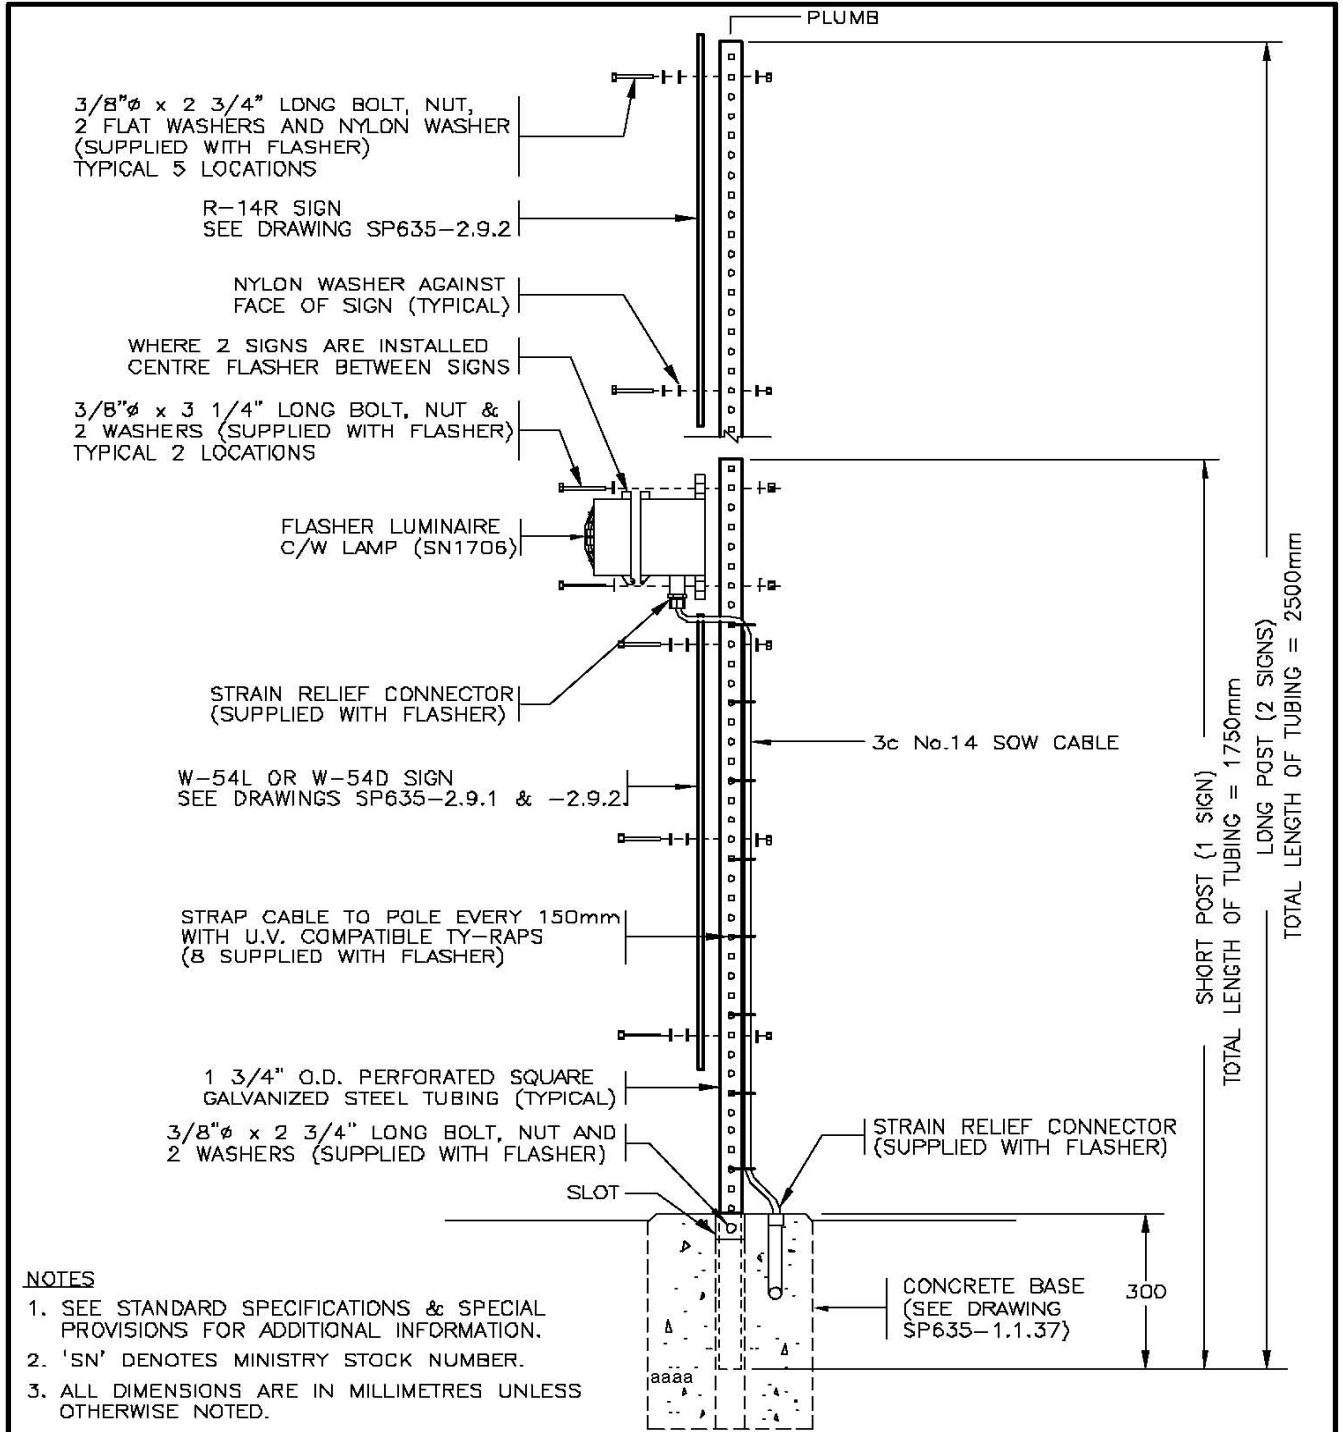 PLUMB
3/8"ø x 2 3/4" LONG BOLT, NUT,
2 FLAT WASHERS AND NYLON WASHER
(SUPPLIED WITH FLASHER)
TYPICAL 5 LOCATIONS
R-14R SIGN
SEE DRAWING SP635-2.9.2
NYLON WASHER AGAINST
FACE OF SIGN (TYPICAL)
WHERE 2 SIGNS ARE INSTALLED
CENTRE FLASHER BETWEEN SIGNS
3/8"ø x 3 1/4" LONG BOLT, NUT &
2 WASHERS (SUPPLIED WITH FLASHER)
TYPICAL 2 LOCATIONS
FLASHER LUMINAIRE
C/W LAMP (SN1706)
STRAIN RELIEF CONNECTOR
(SUPPLIED WITH FLASHER)
3c No.14 SOW CABLE
W-54L OR W-54D SIGN
SEE DRAWINGS SP635-2.9.1 & -2.9.2.
STRAP CABLE TO POLE EVERY 150mm
WITH U.V. COMPATIBLE TY-RAPS
(8 SUPPLIED WITH FLASHER)
SHORT POST (1 SIGN)
TOTAL LENGTH OF TUBING = 1750mm
LONG POST (2 SIGNS)
TOTAL LENGTH OF TUBING = 2500mm
1 3/4" O.D. PERFORATED SQUARE
GALVANIZED STEEL TUBING (TYPICAL)
3/8"ø x 2 3/4" LONG BOLT, NUT AND
2 WASHERS (SUPPLIED WITH FLASHER)
STRAIN RELIEF CONNECTOR
(SUPPLIED WITH FLASHER)
SLOT
300
CONCRETE BASE
(SEE DRAWING
SP635-1.1.37)
aaaa
NOTES
1. SEE STANDARD SPECIFICATIONS & SPECIAL
PROVISIONS FOR ADDITIONAL INFORMATION.
2. 'SN' DENOTES MINISTRY STOCK NUMBER.
3. ALL DIMENSIONS ARE IN MILLIMETRES UNLESS
OTHERWISE NOTED.